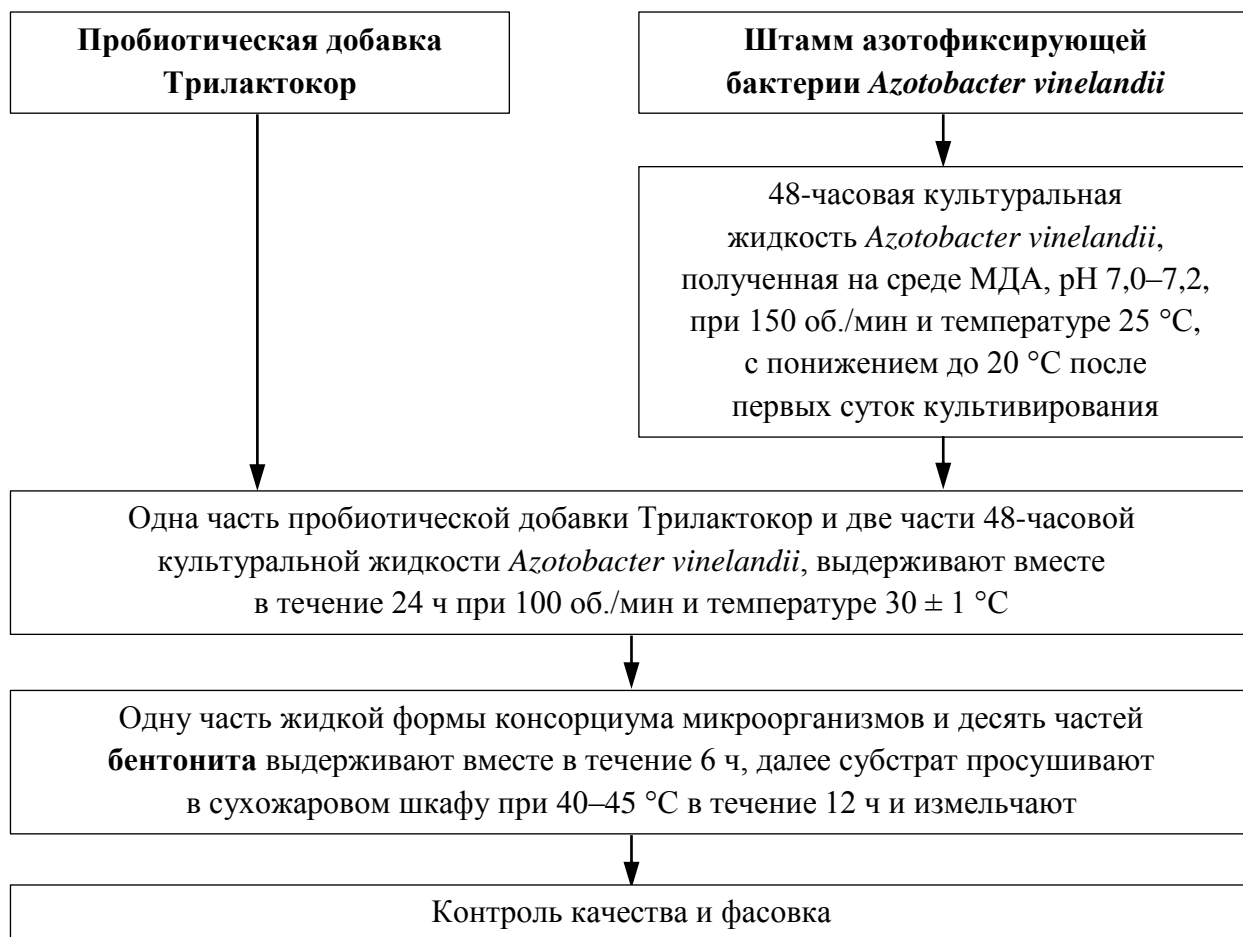 Пробиотическая добавка
Трилактокор
Штамм азотофиксирующей
бактерии Azotobacter vinelandii
48-часовая культуральная
жидкость Azotobacter vinelandii,
полученная на среде МДА, pH 7,0–7,2,
при 150 об./мин и температуре 25 °С,
с понижением до 20 °С после
первых суток культивирования
Одна часть пробиотической добавки Трилактокор и две части 48-часовой
культуральной жидкости Azotobacter vinelandii, выдерживают вместе
в течение 24 ч при 100 об./мин и температуре 30 ± 1 °С
Одну часть жидкой формы консорциума микроорганизмов и десять частей
бентонита выдерживают вместе в течение 6 ч, далее субстрат просушивают
в сухожаровом шкафу при 40–45 °С в течение 12 ч и измельчают
Контроль качества и фасовка